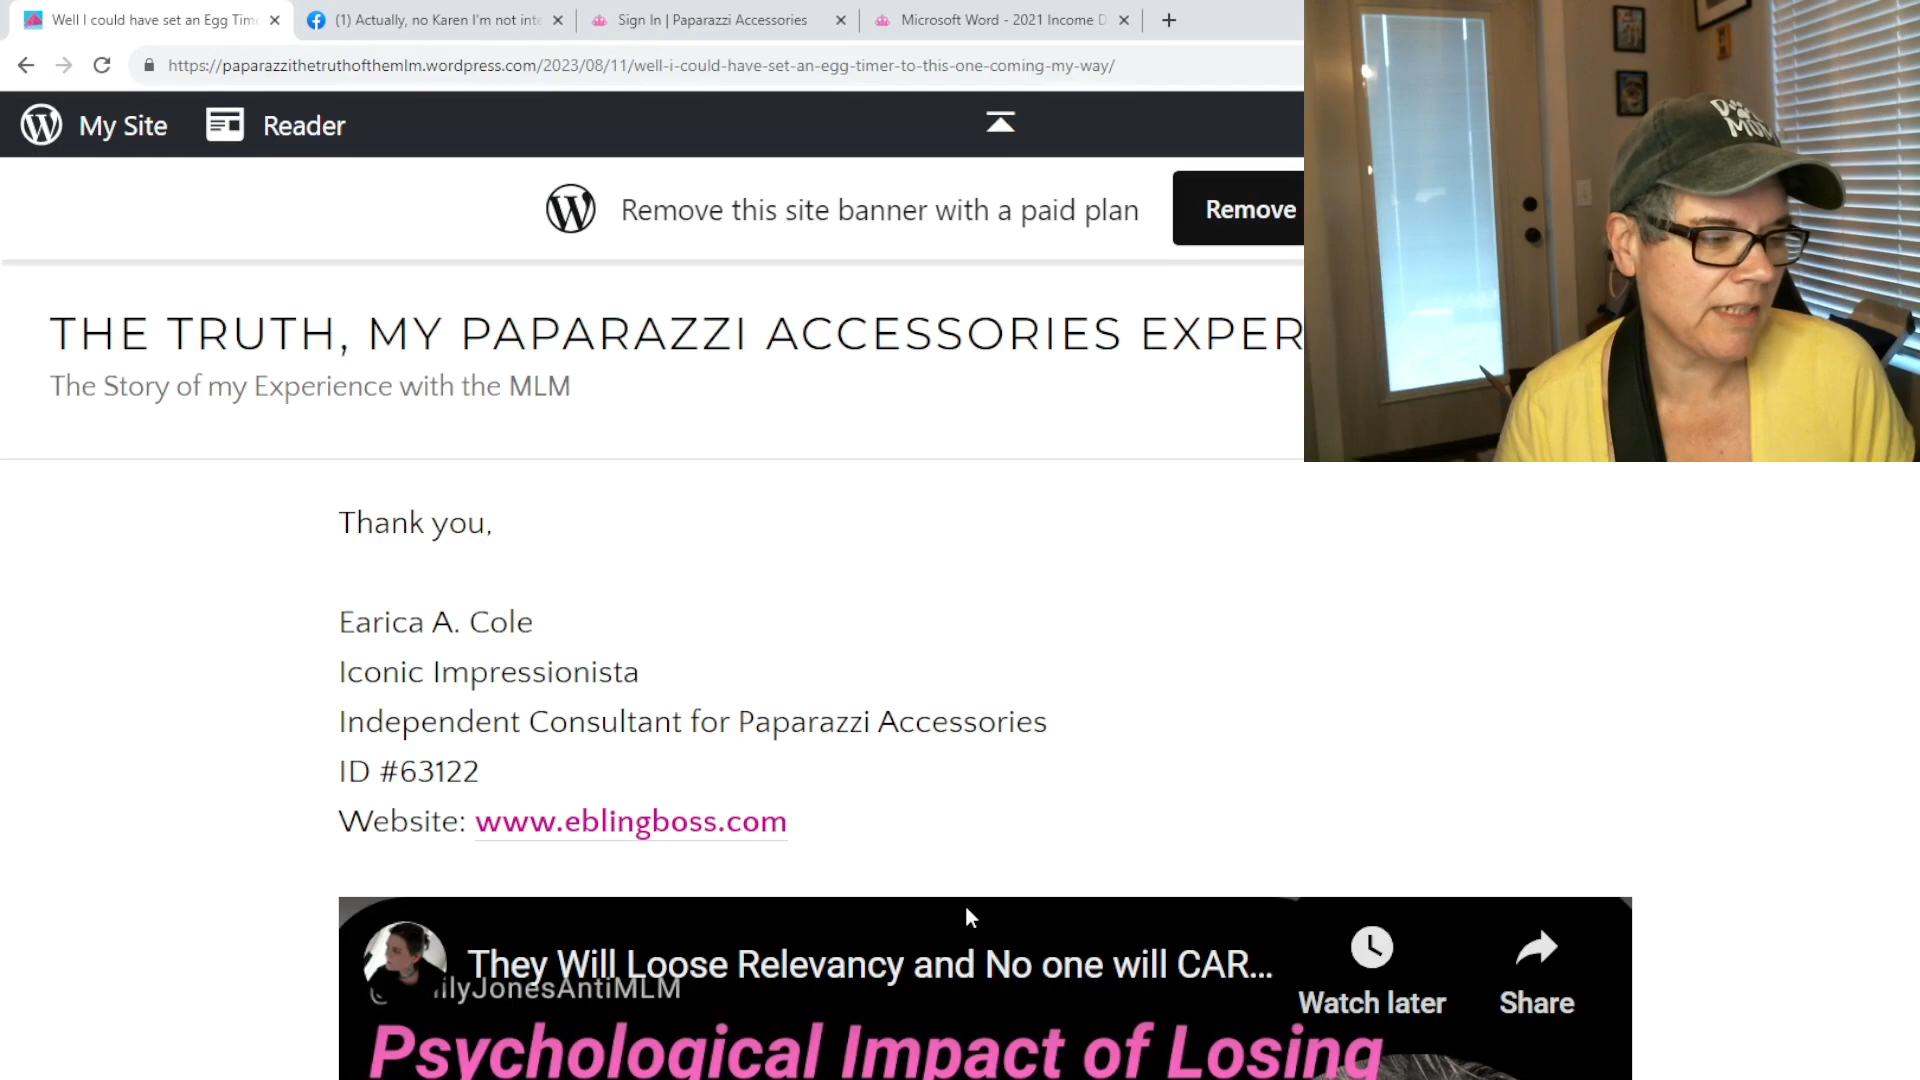 Well I could have set an Egg Time
(1) Actually, no Karen I'm not inte
Sign In | Paparazzi Accessories
Microsoft Word - 2021 Income D
https://paparazzithetruthofthemlm.wordpress.com/2023/08/11/well-i-could-have-set-an-egg-timer-to-this-one-coming-my-way/
My Site
Reader
Remove this site banner with a paid plan
Remove
THE TRUTH, MY PAPARAZZI ACCESSORIES EXPER
The Story of my Experience with the MLM
DOG
MUM
Thank you,
Earica A. Cole
Iconic Impressionista
Independent Consultant for Paparazzi Accessories
ID #63122
Website: www.eblingboss.com
They Will Loose Relevancy and No one will CAR...
ilyJonesAntiMLM
Watch later
Share
Psychological Impact of Losing